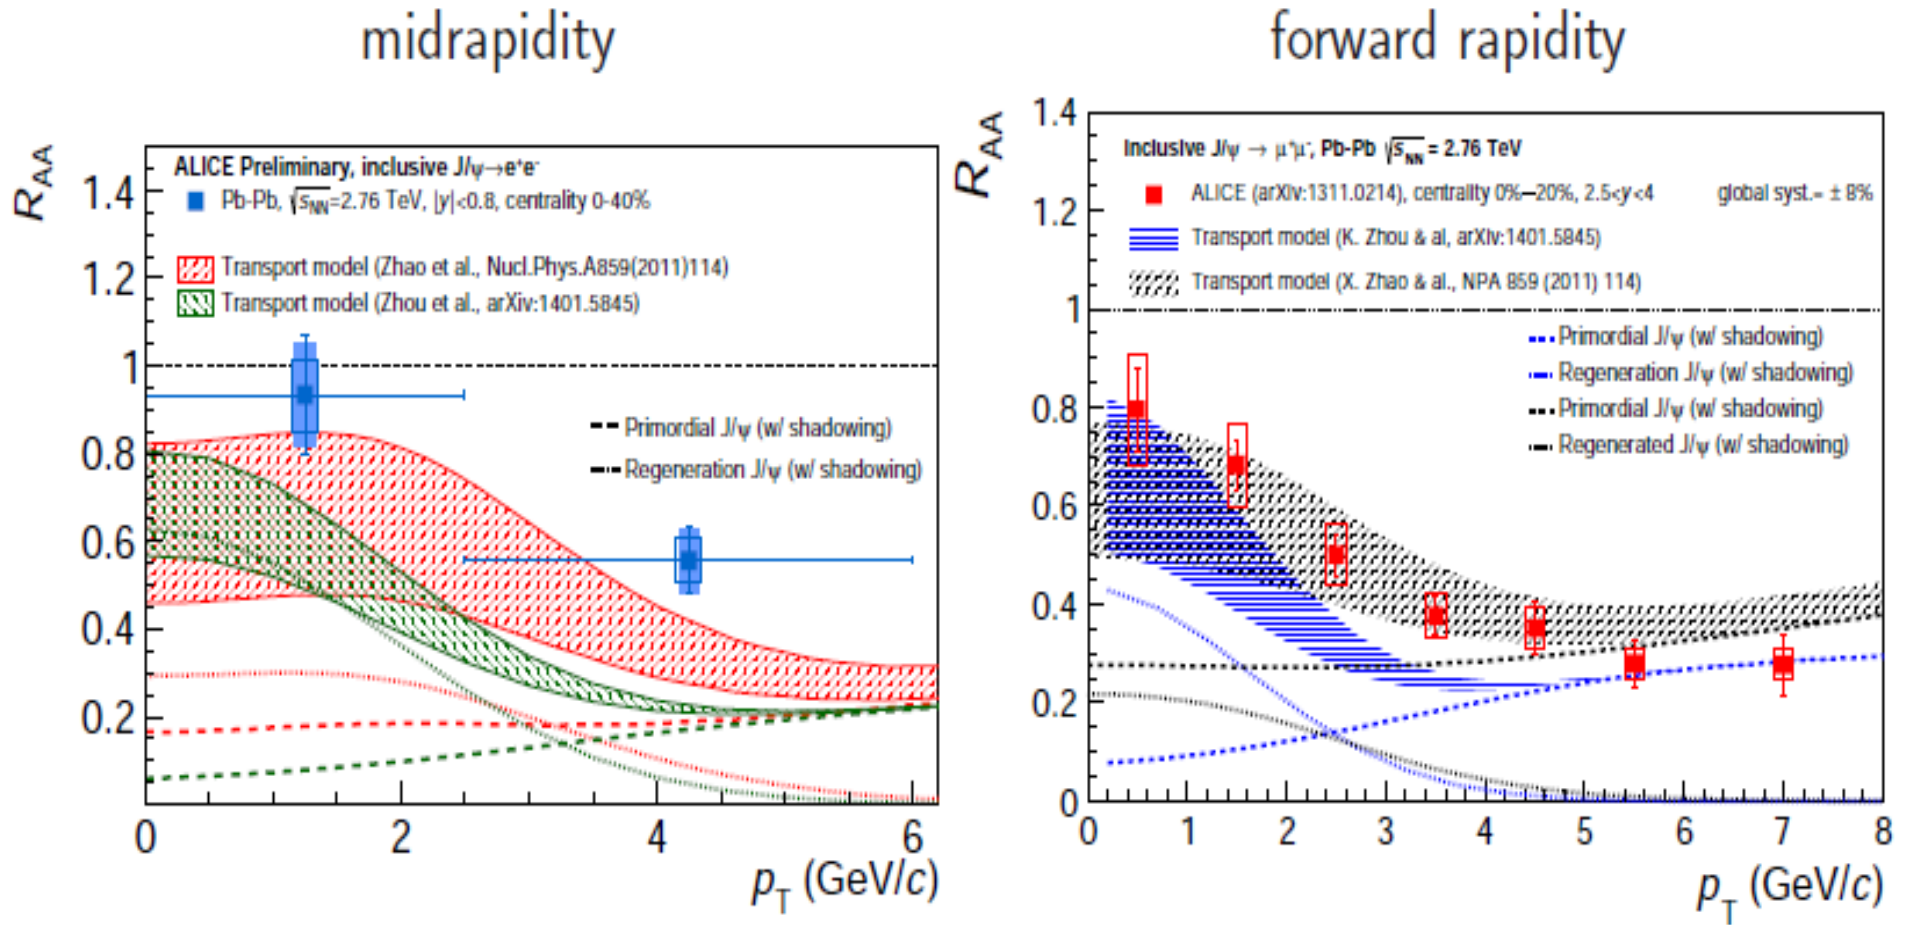 midrapidity
R_AA
ALICE Preliminary, inclusive J/ψ→e⁺e⁻
Pb-Pb, √s_NN=2.76 TeV, |y|<0.8, centrality 0-40%
Transport model (Zhao et al., Nucl.Phys.A859(2011)114)
Transport model (Zhou et al., arXiv:1401.5845)
Primordial J/ψ (w/ shadowing)
Regeneration J/ψ (w/ shadowing)
1.4
1.2
1
0.8
0.6
0.4
0.2
0 2 4 6
p_T (GeV/c)
forward rapidity
R_AA
Inclusive J/ψ → μ⁺μ⁻, Pb-Pb √s_NN = 2.76 TeV
ALICE (arXiv:1311.0214), centrality 0%–20%, 2.5<y<4 global syst.= ± 8%
Transport model (K. Zhou & al, arXiv:1401.5845)
Transport model (X. Zhao & al., NPA 859 (2011) 114)
Primordial J/ψ (w/ shadowing)
Regeneration J/ψ (w/ shadowing)
Primordial J/ψ (w/ shadowing)
Regenerated J/ψ (w/ shadowing)
1.4
1.2
1
0.8
0.6
0.4
0.2
0
0 1 2 3 4 5 6 7 8
p_T (GeV/c)